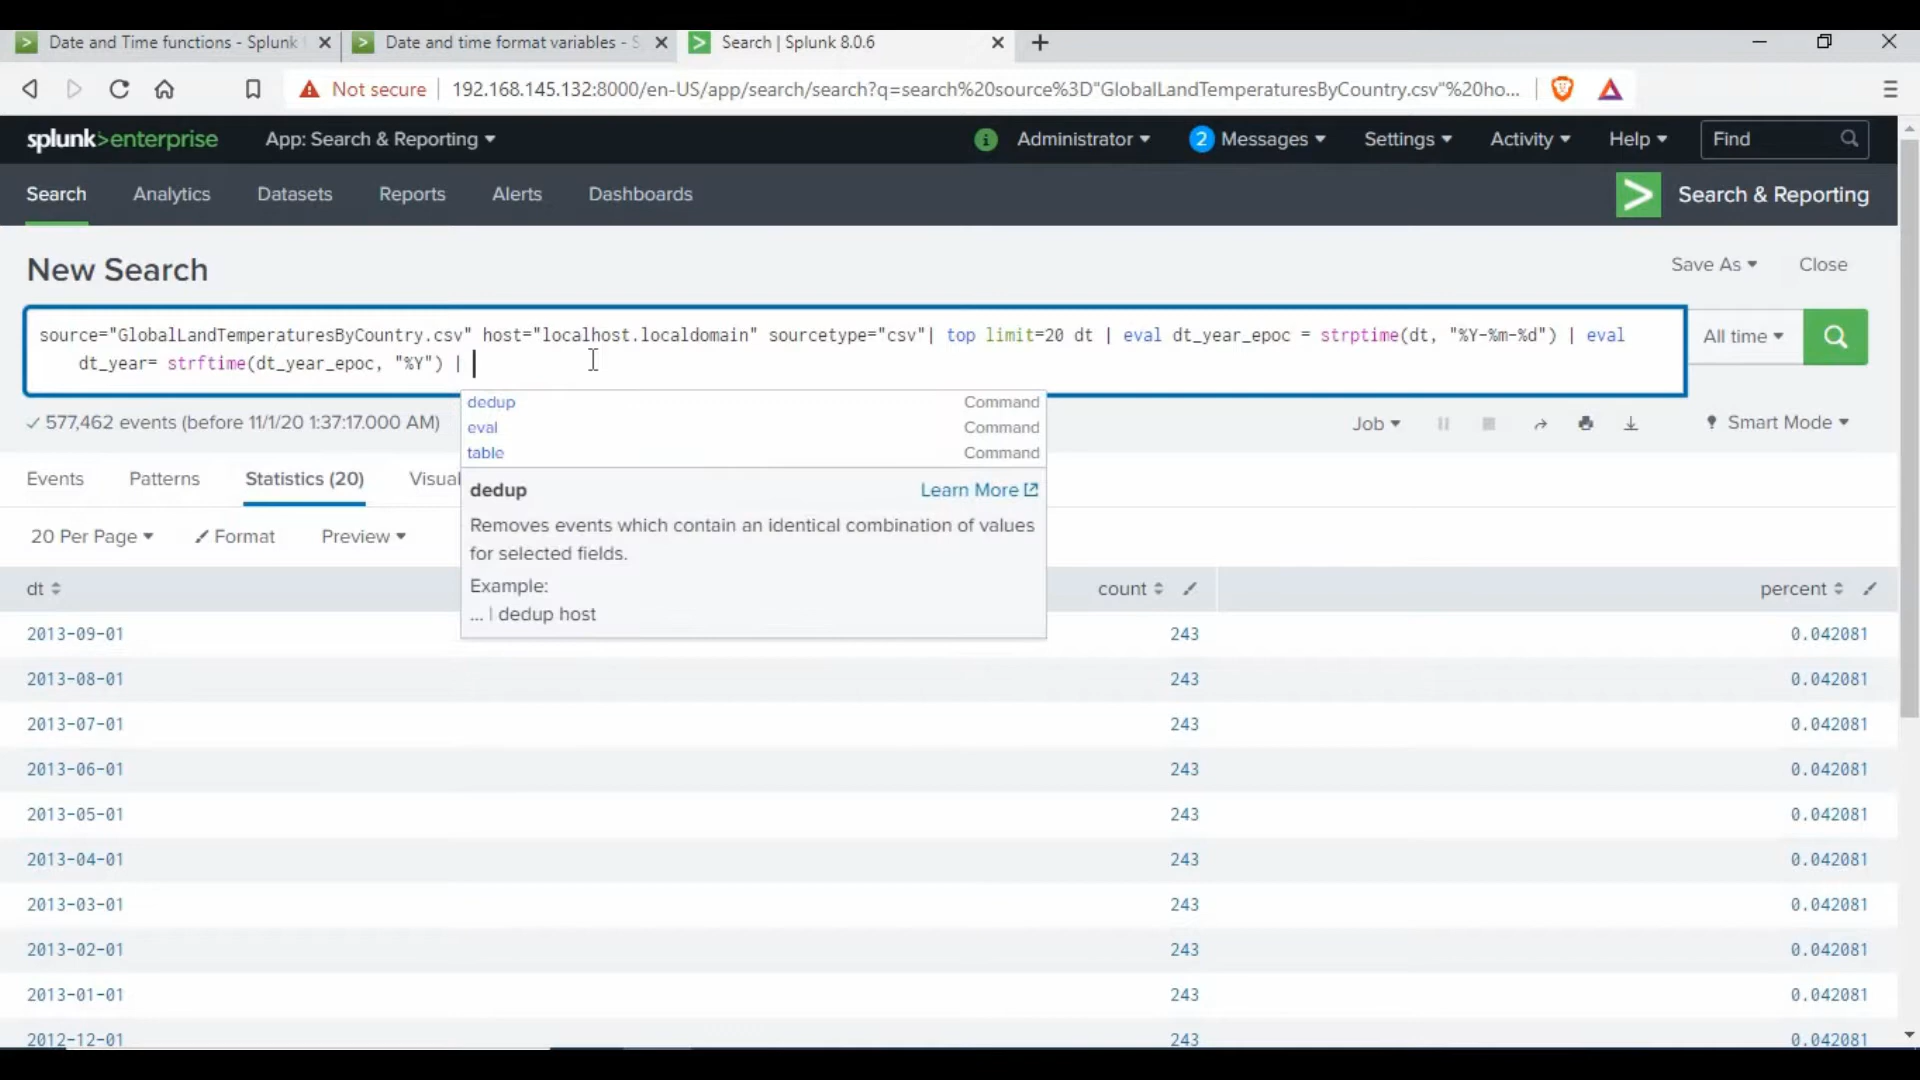 Date and Time functions - Splunk
Date and time format variables - S
Search | Splunk 8.0.6
Not secure
192.168.145.132:8000/en-US/app/search/search?q=search%20source%3D"GlobalLandTemperaturesByCountry.csv"%20ho...
splunk>enterprise
App: Search & Reporting
i
Administrator
2 Messages
Settings
Activity
Help
Find
Search
Analytics
Datasets
Reports
Alerts
Dashboards
Search & Reporting
New Search
Save As
Close
source="GlobalLandTemperaturesByCountry.csv" host="localhost.localdomain" sourcetype="csv"| top limit=20 dt | eval dt_year_epoc = strptime(dt, "%Y-%m-%d") | eval
dt_year= strftime(dt_year_epoc, "%Y") |
All time
dedup Command
eval Command
table Command
✓ 577,462 events (before 11/1/20 1:37:17.000 AM)
Job
Smart Mode
Events
Patterns
Statistics (20)
Visual
dedup
Learn More
Removes events which contain an identical combination of values
for selected fields.
Example:
... | dedup host
20 Per Page
Format
Preview
dt count percent
2013-09-01 243 0.042081
2013-08-01 243 0.042081
2013-07-01 243 0.042081
2013-06-01 243 0.042081
2013-05-01 243 0.042081
2013-04-01 243 0.042081
2013-03-01 243 0.042081
2013-02-01 243 0.042081
2013-01-01 243 0.042081
2012-12-01 243 0.042081